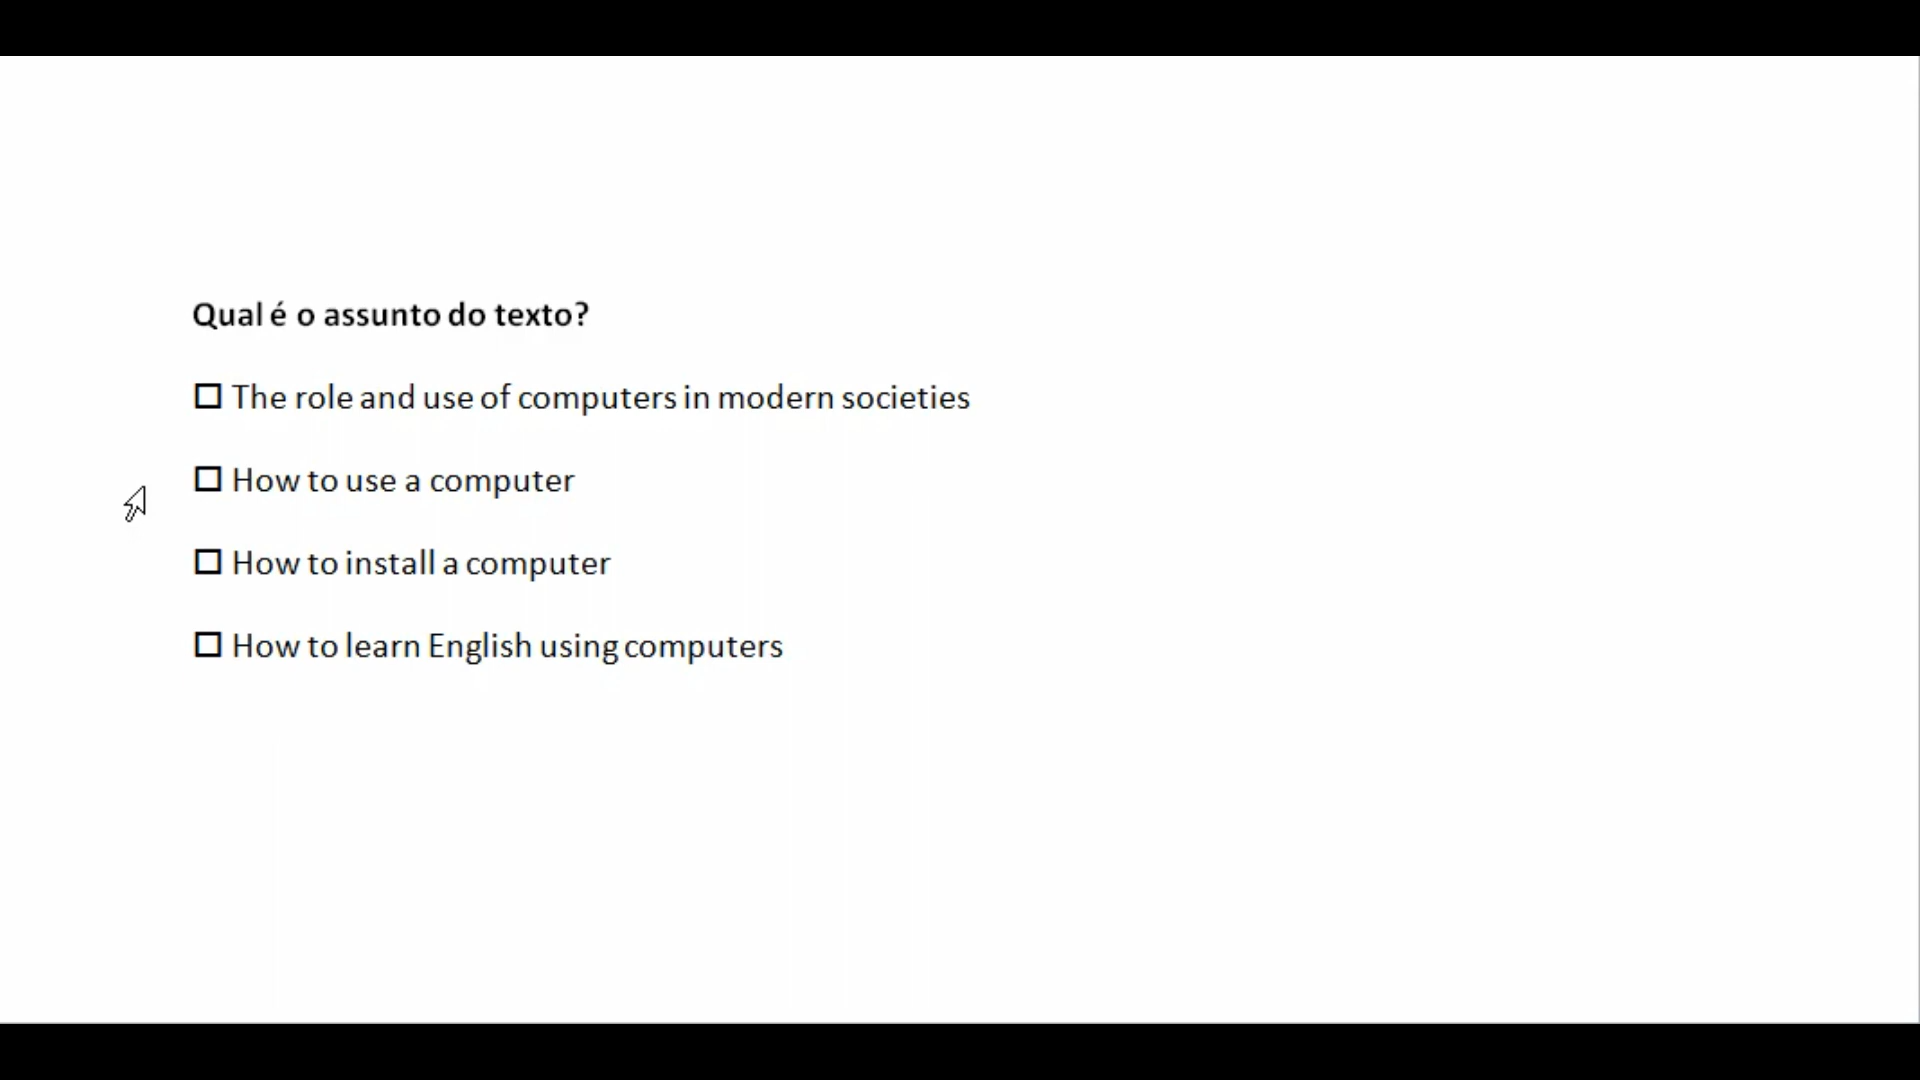 Qual é o assunto do texto?
☐ The role and use of computers in modern societies
☐ How to use a computer
☐ How to install a computer
☐ How to learn English using computers